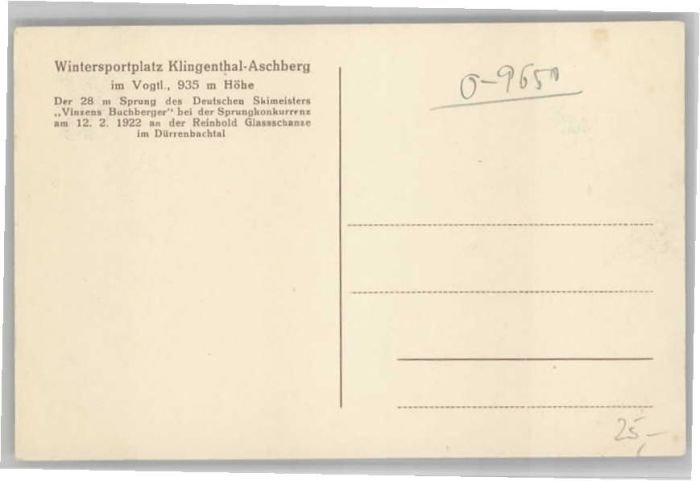 Wintersportplatz Klingenthal-Aschberg
im Vogtl., 935 m Höhe
Der 28 m Sprung des Deutschen Skimeisters
„Vinzens Buchberger" bei der Sprungkonkurrenz
am 12. 2. 1922 an der Reinhold Glassschanze
im Dürrenbachtal
O-9650
25,-